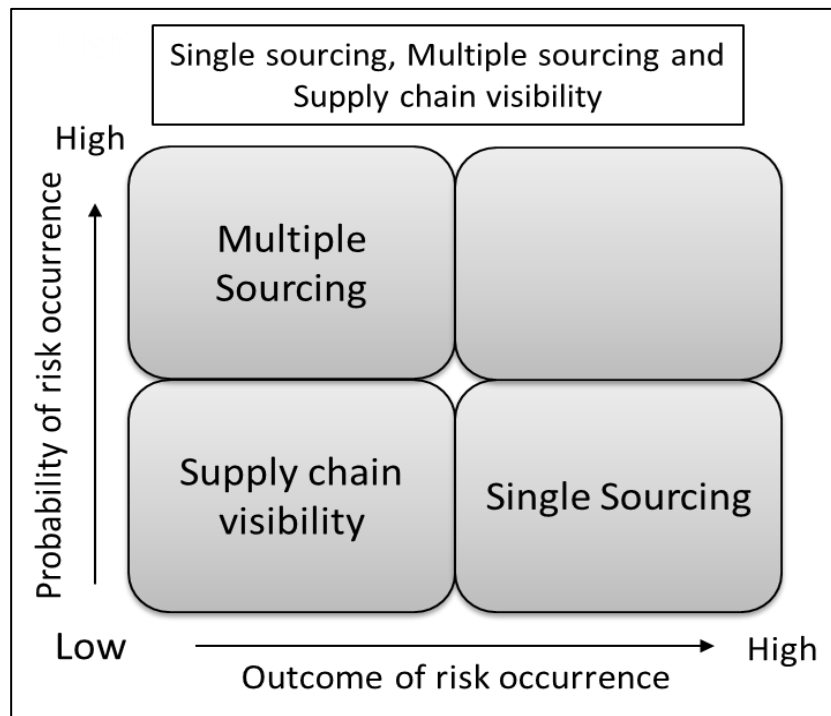 Single sourcing, Multiple sourcing and
Supply chain visibility
High
Probability of risk occurrence
Multiple
Sourcing
Supply chain
visibility
Single Sourcing
Low
High
Outcome of risk occurrence